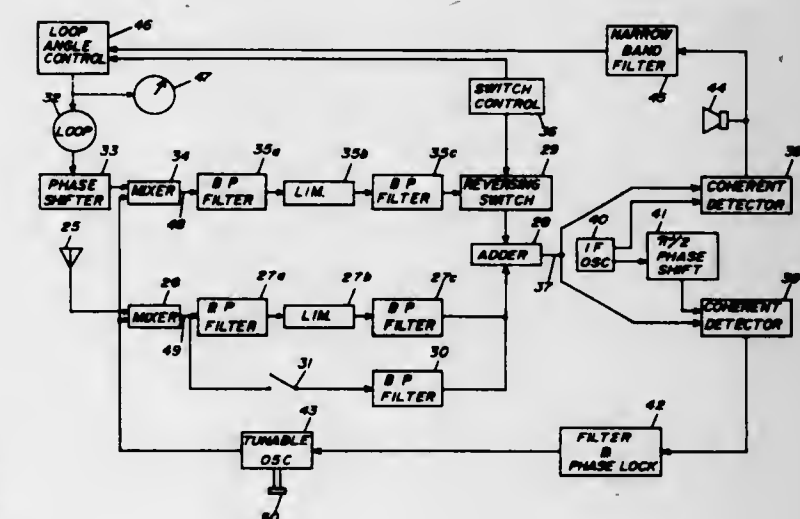 LOOP
ANGLE
CONTROL
46
47
32
LOOP
33
PHASE
SHIFTER
25
34
MIXER
48
35a
B P
FILTER
35b
LIM.
35c
B P
FILTER
SWITCH
CONTROL
36
29
REVERSING
SWITCH
NARROW
BAND
FILTER
45
44
38
COHERENT
DETECTOR
28
ADDER
37
40
I F
OSC
41
π/2
PHASE
SHIFT
39
COHERENT
DETECTOR
26
MIXER
49
27a
B P
FILTER
27b
LIM.
27c
B P
FILTER
31
30
B P
FILTER
43
TUNABLE
OSC
50
42
FILTER
&
PHASE LOCK